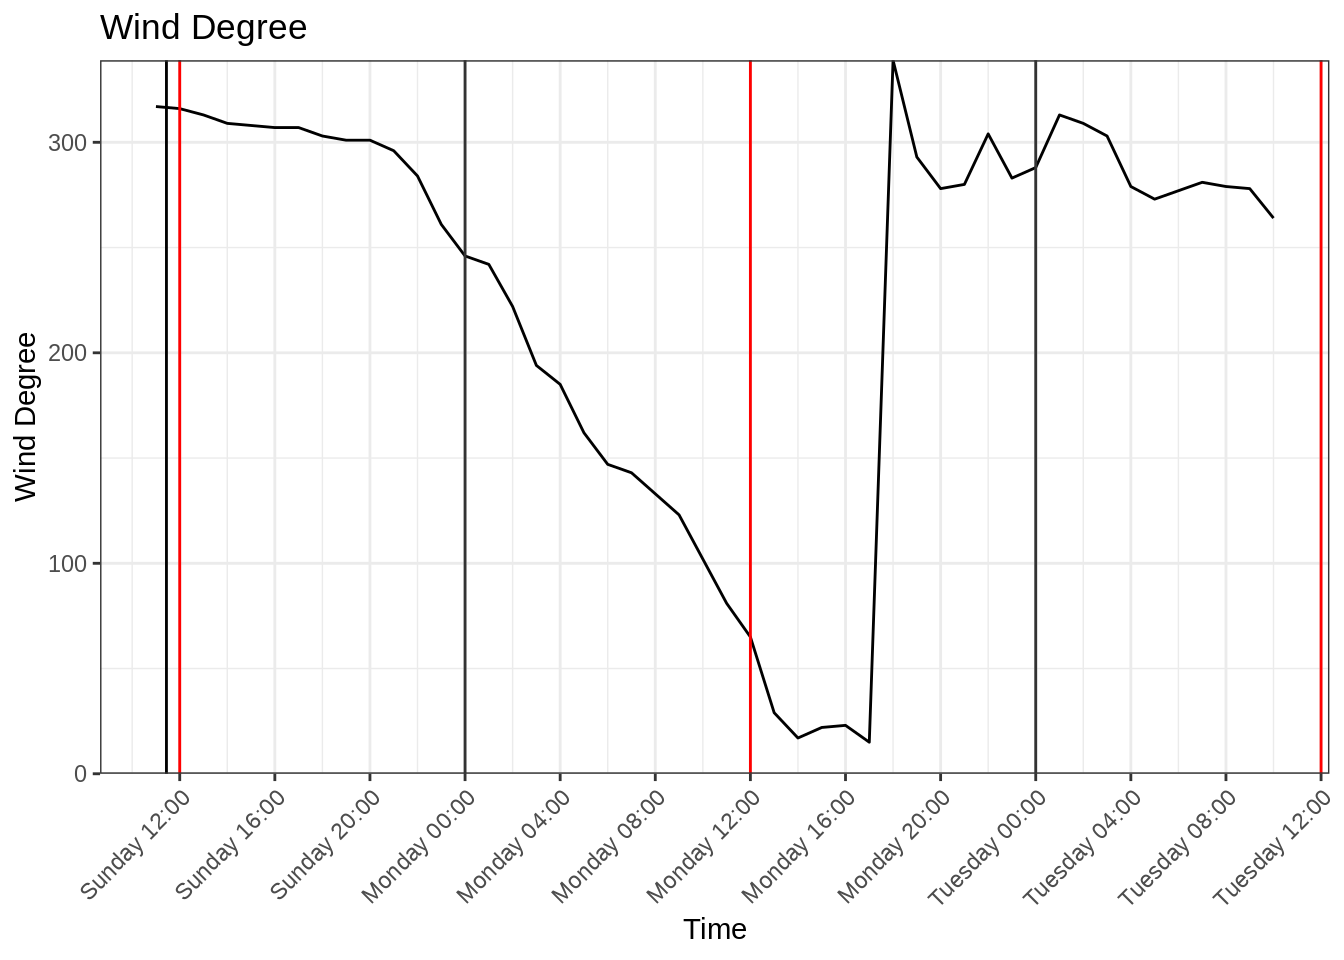 Wind Degree
Wind Degree
300
200
100
0
Sunday 12:00
Sunday 16:00
Sunday 20:00
Monday 00:00
Monday 04:00
Monday 08:00
Monday 12:00
Monday 16:00
Monday 20:00
Tuesday 00:00
Tuesday 04:00
Tuesday 08:00
Tuesday 12:00
Time